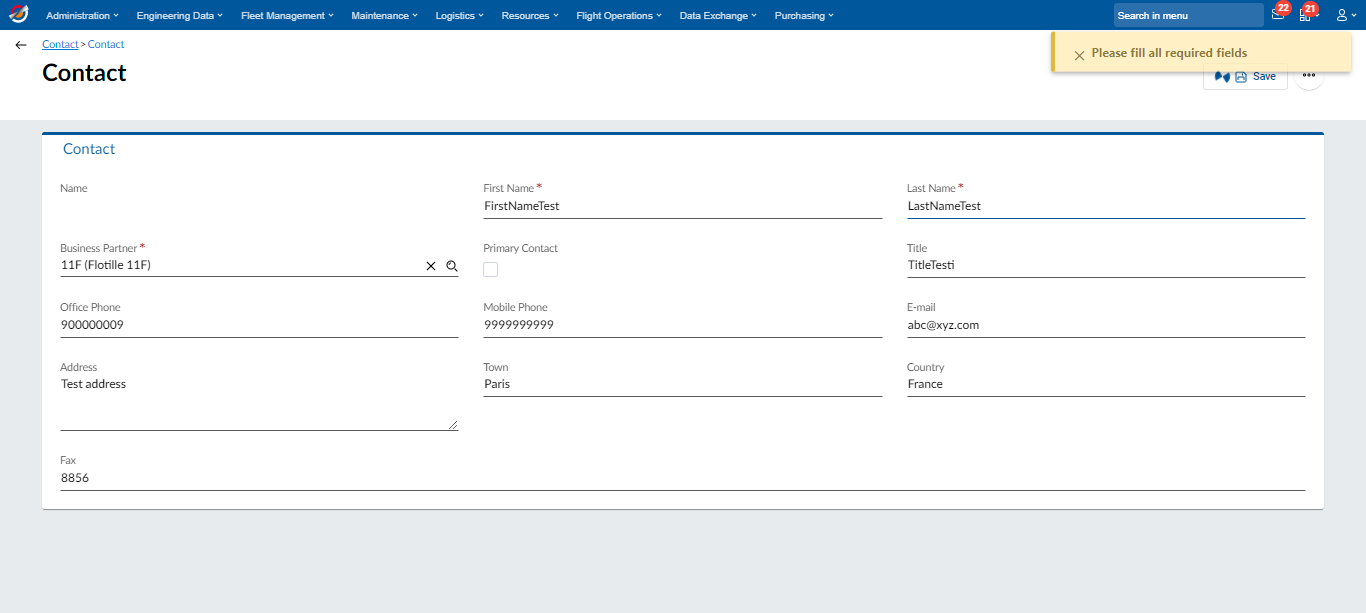 Administration Engineering Data Fleet Management Maintenance Logistics Resources Flight Operations Data Exchange Purchasing Search in menu 22 21
Contact > Contact
Please fill all required fields
Contact
Save
Contact
Name First Name * Last Name *
FirstNameTest LastNameTest
Business Partner * Primary Contact Title
11F (Flotille 11F) TitleTesti
Office Phone Mobile Phone E-mail
900000009 9999999999 abc@xyz.com
Address Town Country
Test address Paris France
Fax
8856